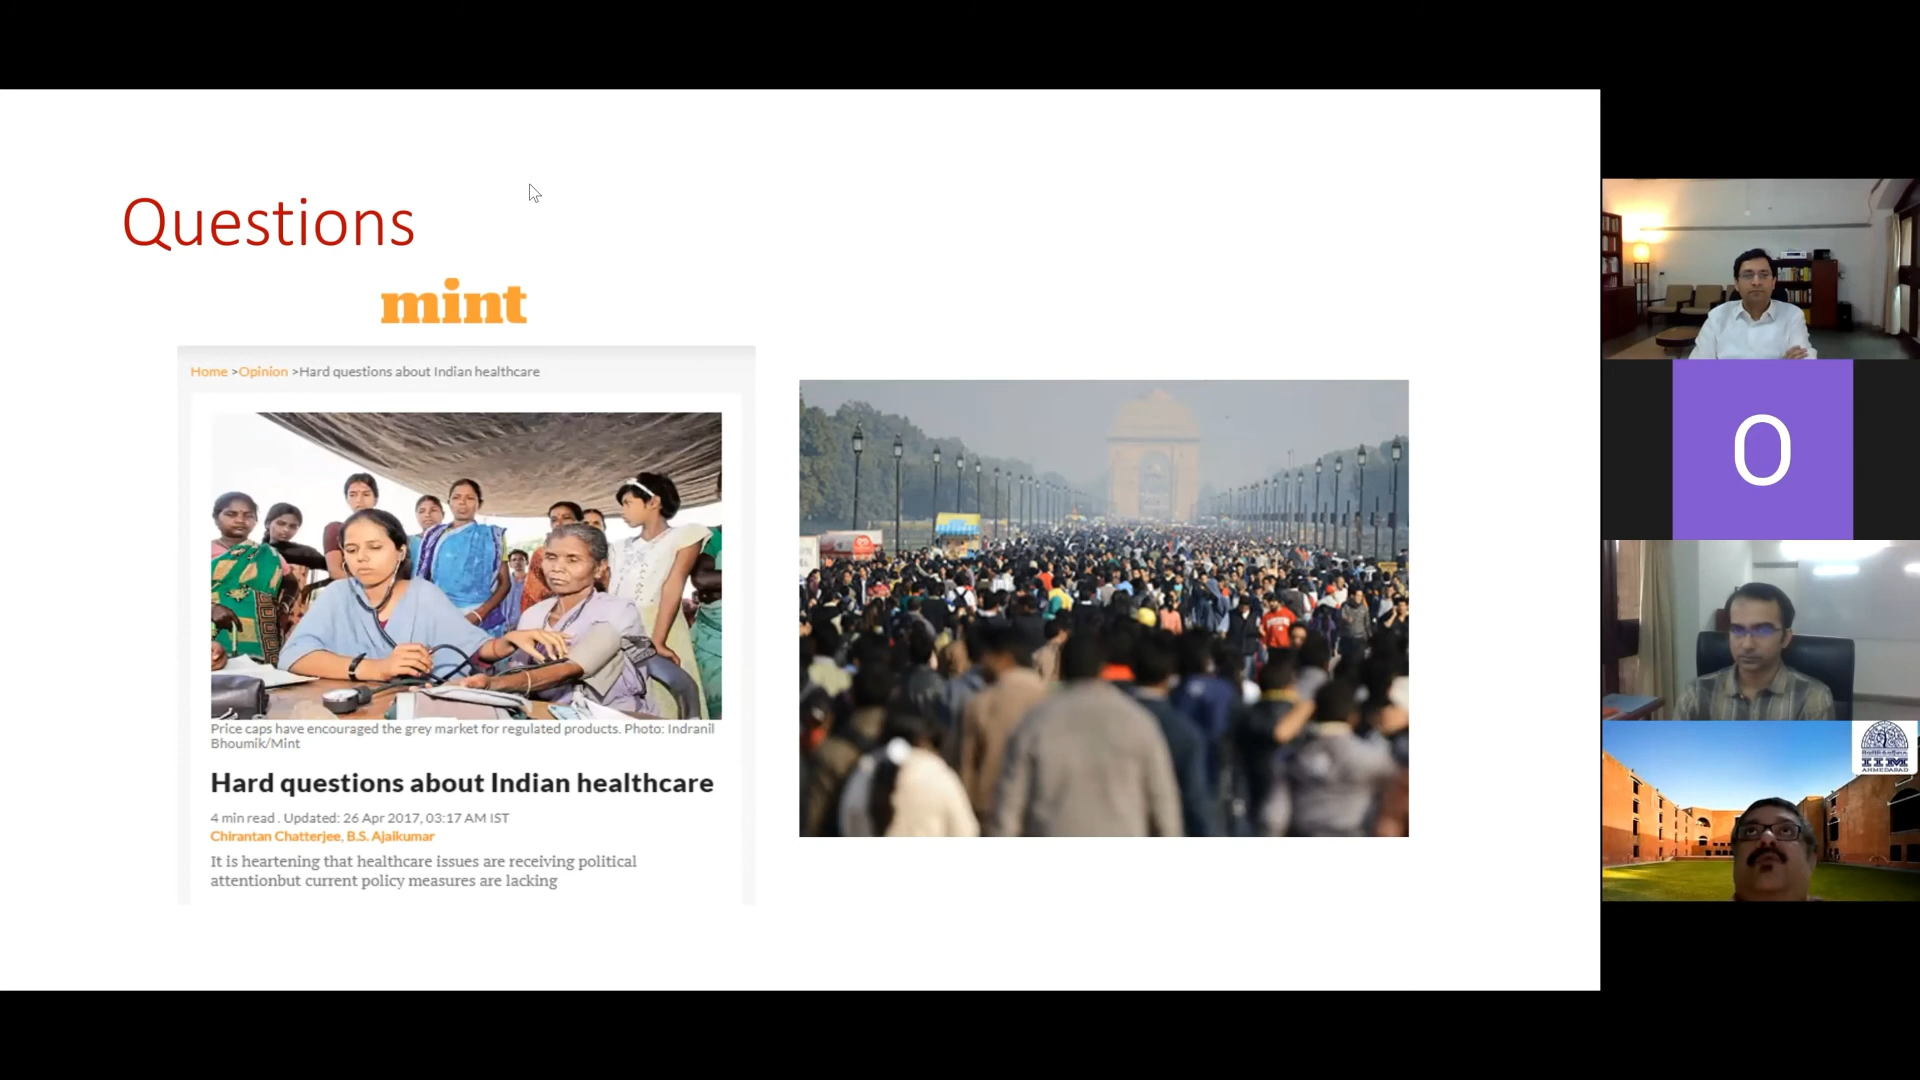 Questions
mint
Home >Opinion >Hard questions about Indian healthcare
Price caps have encouraged the grey market for regulated products. Photo: Indranil
Bhoumik/Mint
Hard questions about Indian healthcare
4 min read . Updated: 26 Apr 2017, 03:17 AM IST
Chirantan Chatterjee, B.S. Ajaikumar
It is heartening that healthcare issues are receiving political
attentionbut current policy measures are lacking
O
IIM
AHMEDABAD